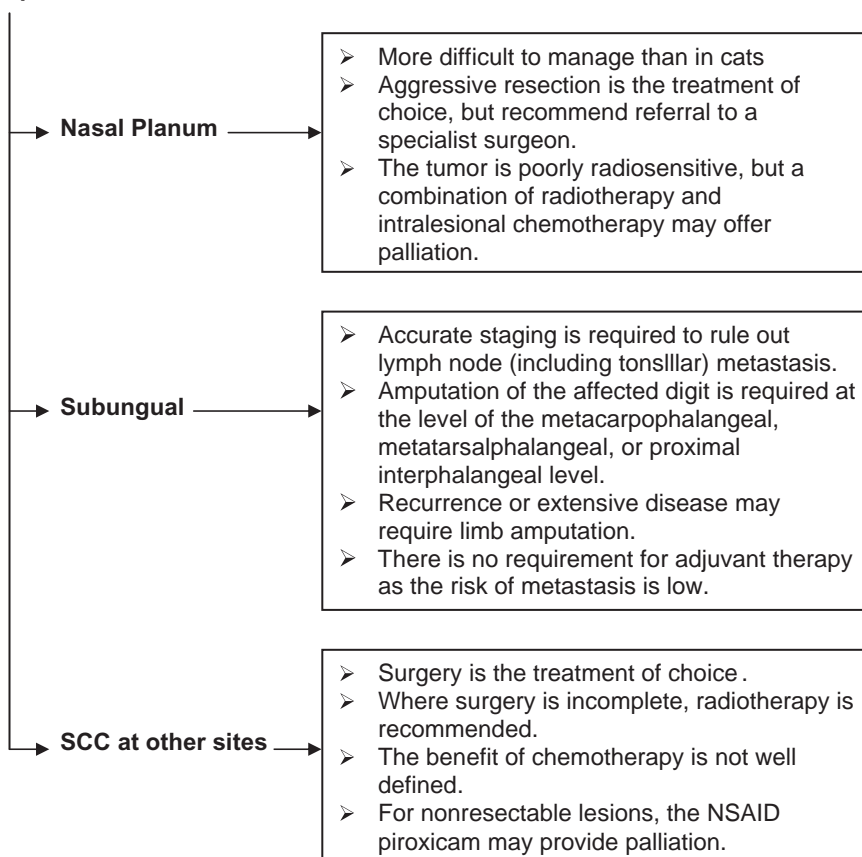 Nasal Planum
➢ More difficult to manage than in cats
➢ Aggressive resection is the treatment of
choice, but recommend referral to a
specialist surgeon.
➢ The tumor is poorly radiosensitive, but a
combination of radiotherapy and
intralesional chemotherapy may offer
palliation.
Subungual
➢ Accurate staging is required to rule out
lymph node (including tonslllar) metastasis.
➢ Amputation of the affected digit is required at
the level of the metacarpophalangeal,
metatarsalphalangeal, or proximal
interphalangeal level.
➢ Recurrence or extensive disease may
require limb amputation.
➢ There is no requirement for adjuvant therapy
as the risk of metastasis is low.
SCC at other sites
➢ Surgery is the treatment of choice.
➢ Where surgery is incomplete, radiotherapy is
recommended.
➢ The benefit of chemotherapy is not well
defined.
➢ For nonresectable lesions, the NSAID
piroxicam may provide palliation.